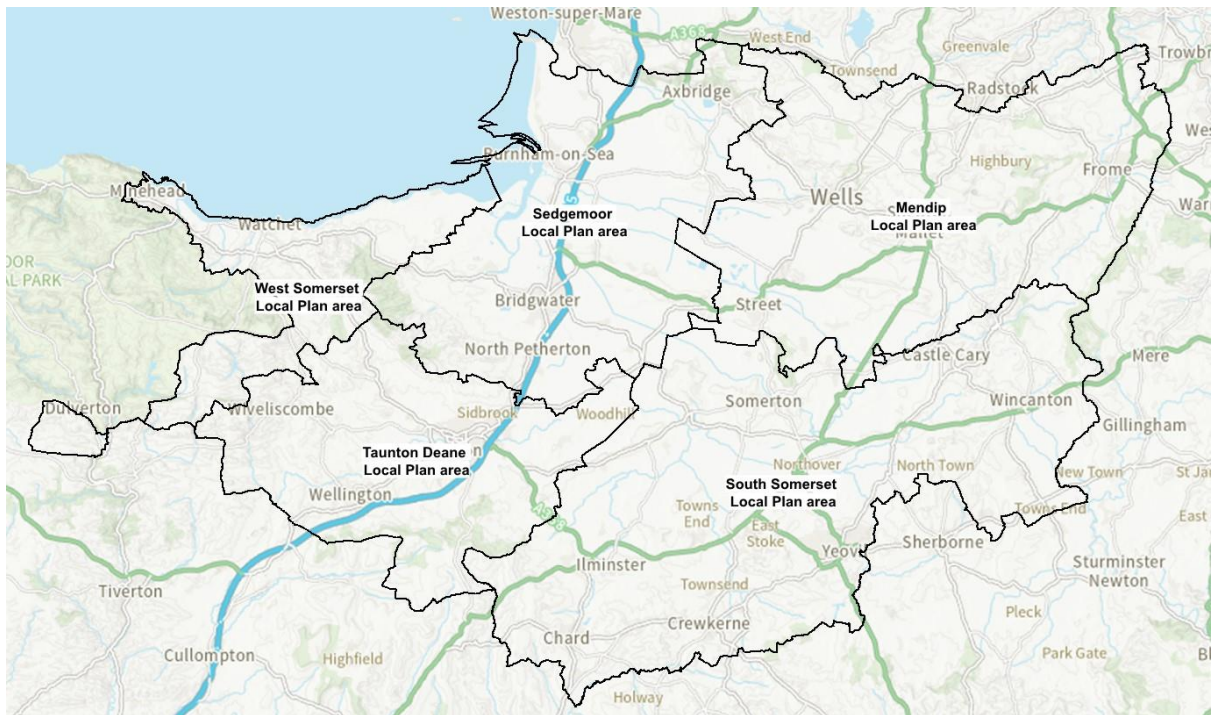 Weston-super-Mare
A368
West End
Greenvale
Townsend
Trowbr
Axbridge
Radstock
Burnham-on-Sea
Highbury
Frome
Wes
Minehead
Wells
Watchet
Sedgemoor
Local Plan area
Mendip
Local Plan area
Mallet
War
OOR
AL PARK
West Somerset
Local Plan area
Bridgwater
Street
North Petherton
Castle Cary
Mere
Dulverton
Wiveliscombe
Sidbrook
Woodhill
Somerton
Wincanton
Gillingham
Taunton Deane
Local Plan area
on
Northover
North Town
New Town
St Ja
Wellington
South Somerset
Local Plan area
Towns
End
East
Stoke
Towns End
East
Yeovil
Sherborne
Ilminster
Sturminster
Newton
Tiverton
Townsend
Pleck
Chard
Crewkerne
Cullompton
Highfield
Park Gate
Bl
Holway